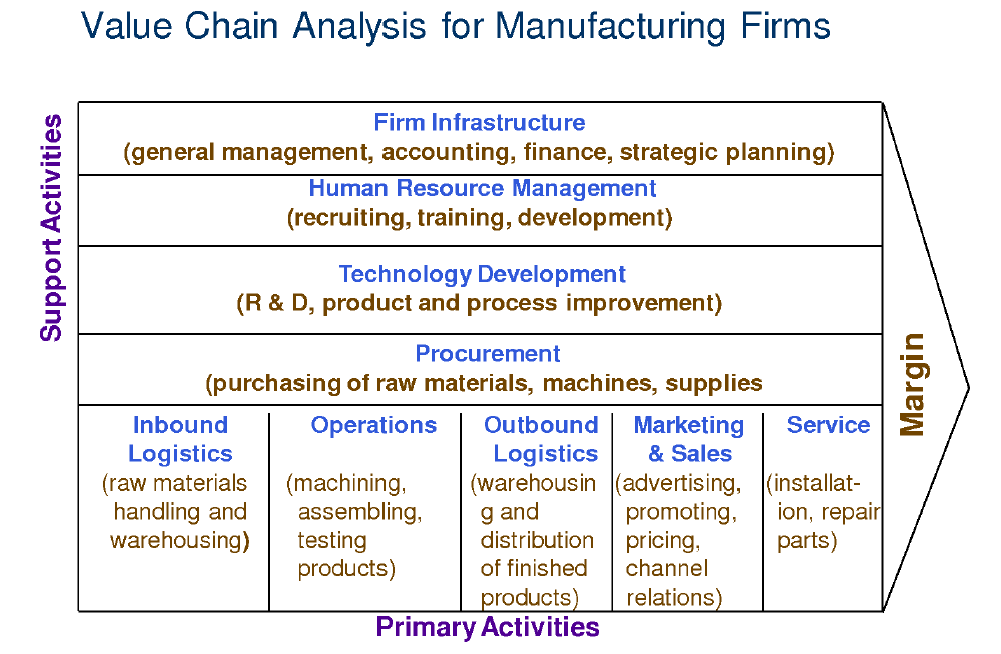 Value Chain Analysis for Manufacturing Firms
Support Activities
Firm Infrastructure
(general management, accounting, finance, strategic planning)
Human Resource Management
(recruiting, training, development)
Technology Development
(R & D, product and process improvement)
Procurement
(purchasing of raw materials, machines, supplies
Inbound
Logistics
(raw materials
handling and
warehousing)
Operations
(machining,
assembling,
testing
products)
Outbound
Logistics
(warehousin
g and
distribution
of finished
products)
Marketing
& Sales
(advertising,
promoting,
pricing,
channel
relations)
Service
(installat-
ion, repair
parts)
Margin
Primary Activities